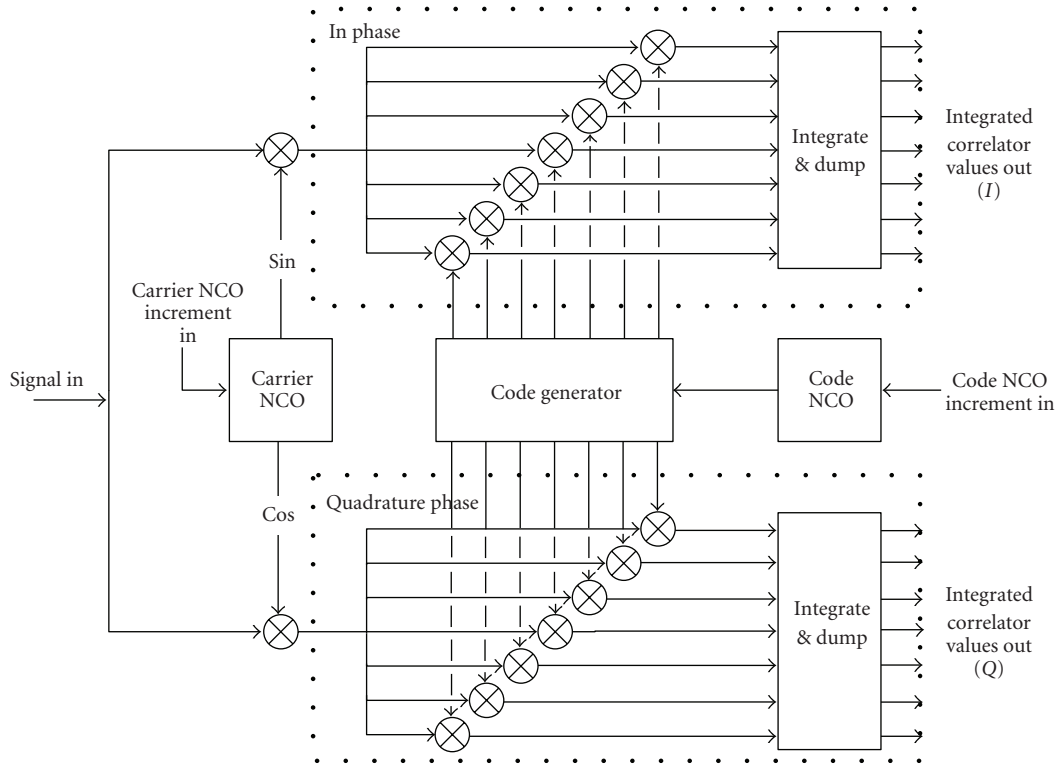 In phase
Integrate
& dump
Integrated
correlator
values out
(I)
Sin
Carrier NCO
increment
in
Signal in
Carrier
NCO
Code generator
Code
NCO
Code NCO
increment in
Cos
Quadrature phase
Integrate
& dump
Integrated
correlator
values out
(Q)